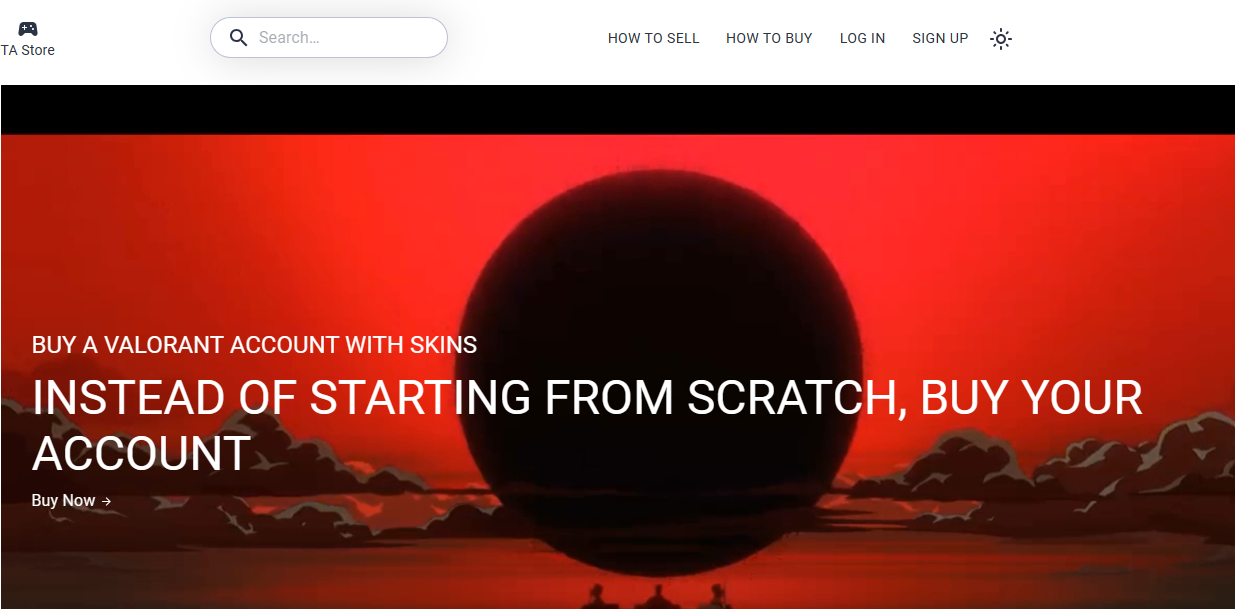 TA Store
Search...
HOW TO SELL
HOW TO BUY
LOG IN
SIGN UP
BUY A VALORANT ACCOUNT WITH SKINS
INSTEAD OF STARTING FROM SCRATCH, BUY YOUR
ACCOUNT
Buy Now →